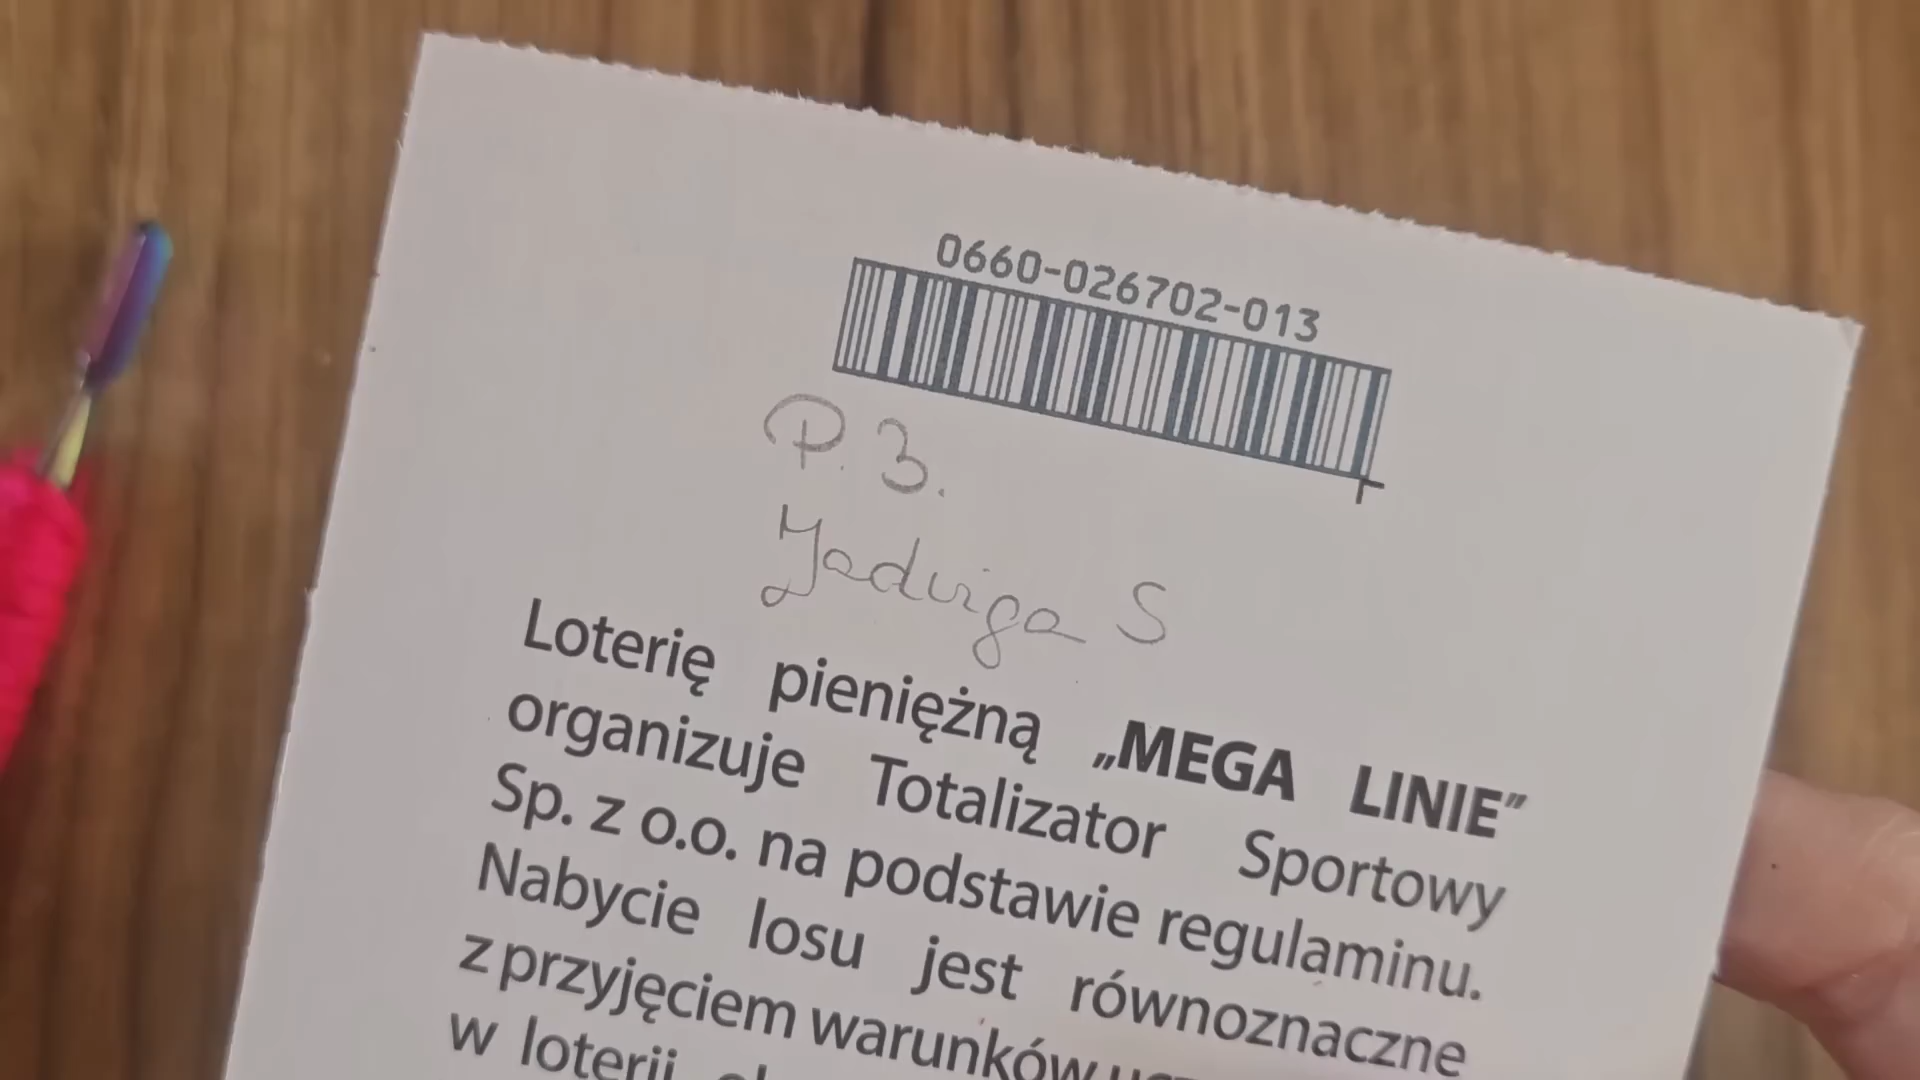 0660-026702-013
P. 3.
Jadwiga S
Loterię pieniężną „MEGA LINIE”
organizuje Totalizator Sportowy
Sp. z o.o. na podstawie regulaminu.
Nabycie losu jest równoznaczne
z przyjęciem warunków
w loterii